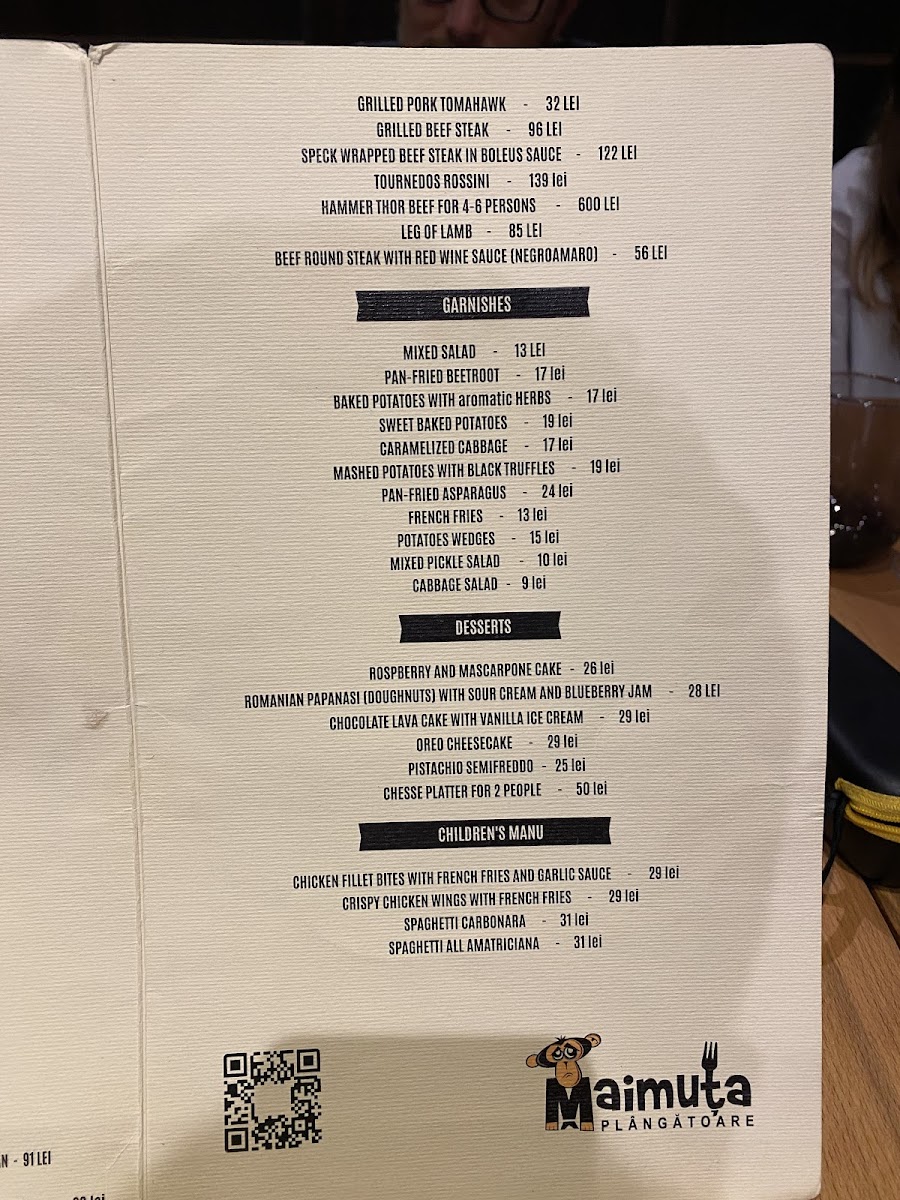 GRILLED PORK TOMAHAWK - 32 LEI
GRILLED BEEF STEAK - 96 LEI
SPECK WRAPPED BEEF STEAK IN BOLEUS SAUCE - 122 LEI
TOURNEDOS ROSSINI - 139 lei
HAMMER THOR BEEF FOR 4-6 PERSONS - 600 LEI
LEG OF LAMB - 85 LEI
BEEF ROUND STEAK WITH RED WINE SAUCE (NEGROAMARO) - 56 LEI
GARNISHES
MIXED SALAD - 13 LEI
PAN-FRIED BEETROOT - 17 lei
BAKED POTATOES WITH aromatic HERBS - 17 lei
SWEET BAKED POTATOES - 19 lei
CARAMELIZED CABBAGE - 17 lei
MASHED POTATOES WITH BLACK TRUFFLES - 19 lei
PAN-FRIED ASPARAGUS - 24 lei
FRENCH FRIES - 13 lei
POTATOES WEDGES - 15 lei
MIXED PICKLE SALAD - 10 lei
CABBAGE SALAD - 9 lei
DESSERTS
ROSPBERRY AND MASCARPONE CAKE - 26 lei
ROMANIAN PAPANASI (DOUGHNUTS) WITH SOUR CREAM AND BLUEBERRY JAM - 28 LEI
CHOCOLATE LAVA CAKE WITH VANILLA ICE CREAM - 29 lei
OREO CHEESECAKE - 29 lei
PISTACHIO SEMIFREDDO - 25 lei
CHESSE PLATTER FOR 2 PEOPLE - 50 lei
CHILDREN'S MANU
CHICKEN FILLET BITES WITH FRENCH FRIES AND GARLIC SAUCE - 29 lei
CRISPY CHICKEN WINGS WITH FRENCH FRIES - 29 lei
SPAGHETTI CARBONARA - 31 lei
SPAGHETTI ALL AMATRICIANA - 31 lei
Maimuța
PLÂNGĂTOARE
N - 91 LEI
lei